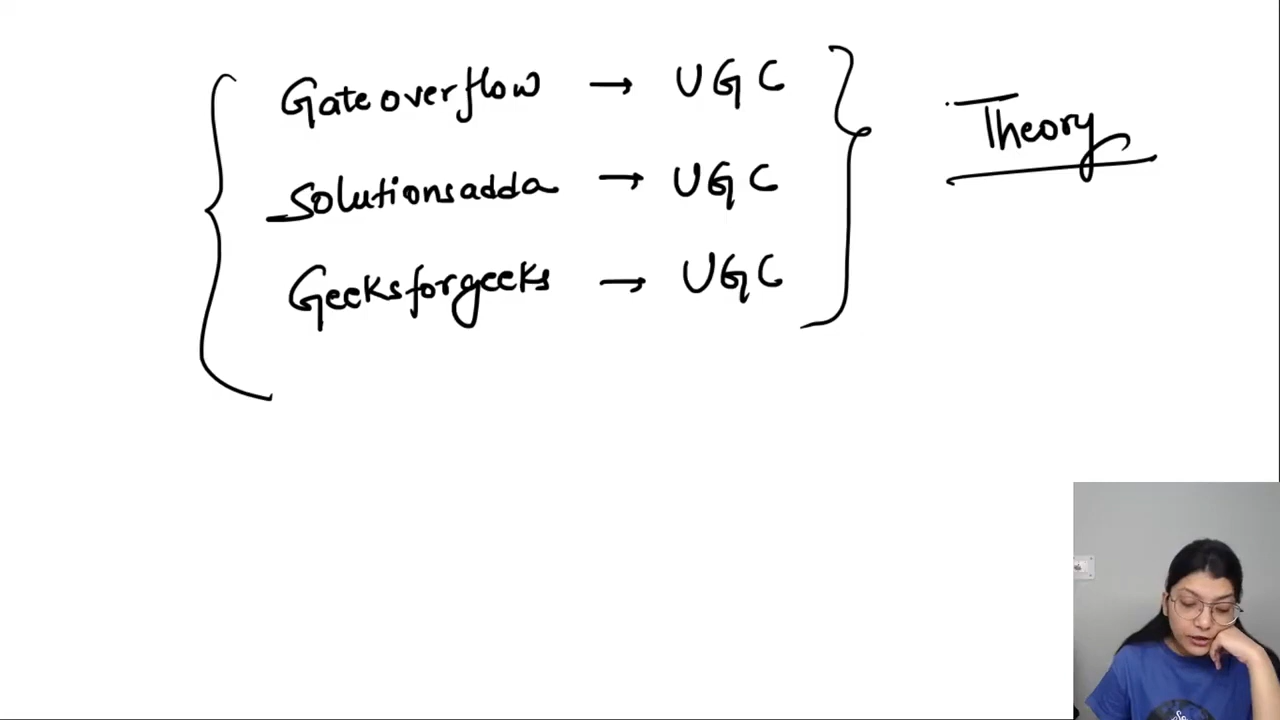 Gateoverflow → UGC
Solutionsadda → UGC
Geeksforgeeks → UGC
Theory